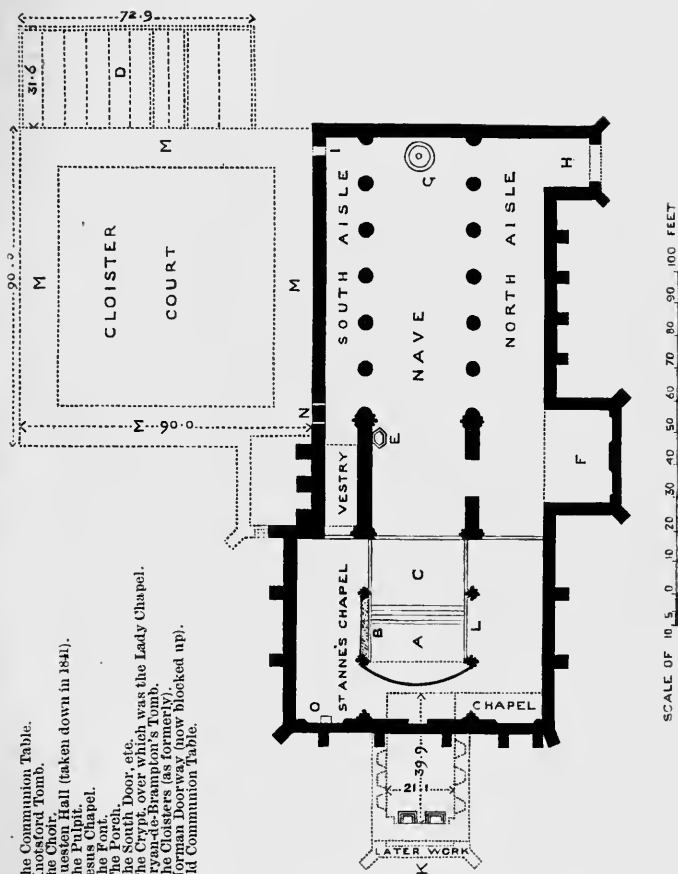 he Communion Table.
notsford Tomb
he Choir.
uesten Hall (taken down in 1841).
he Pulpit.
esus Chapel.
he Font.
he Porch.
he South Door, etc.
he Crypt, over which was the Lady Chapel.
ryan-de-Brampton's Tomb.
he Cloisters (as formerly).
orman Doorway (now blocked up).
ld Communion Table.
72.9
31.6
D
90.0
M
M
M
M 90.0
CLOISTER
COURT
I
N
SOUTH AISLE
G
NAVE
E
VESTRY
NORTH AISLE
H
F
ST ANNE'S CHAPEL
O
B
C
A
L
CHAPEL
39.9
21.1
LATER WORK
K
SCALE OF 10 5 0 10 20 30 40 50 60 70 80 90 100 FEET